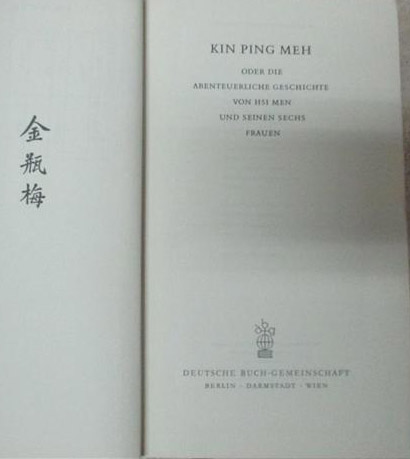 金瓶梅
KIN PING MEH
ODER DIE
ABENTEUERLICHE GESCHICHTE
VON HSI MEN
UND SEINEN SECHS
FRAUEN
dbg
DEUTSCHE BUCH-GEMEINSCHAFT
BERLIN · DARMSTADT · WIEN